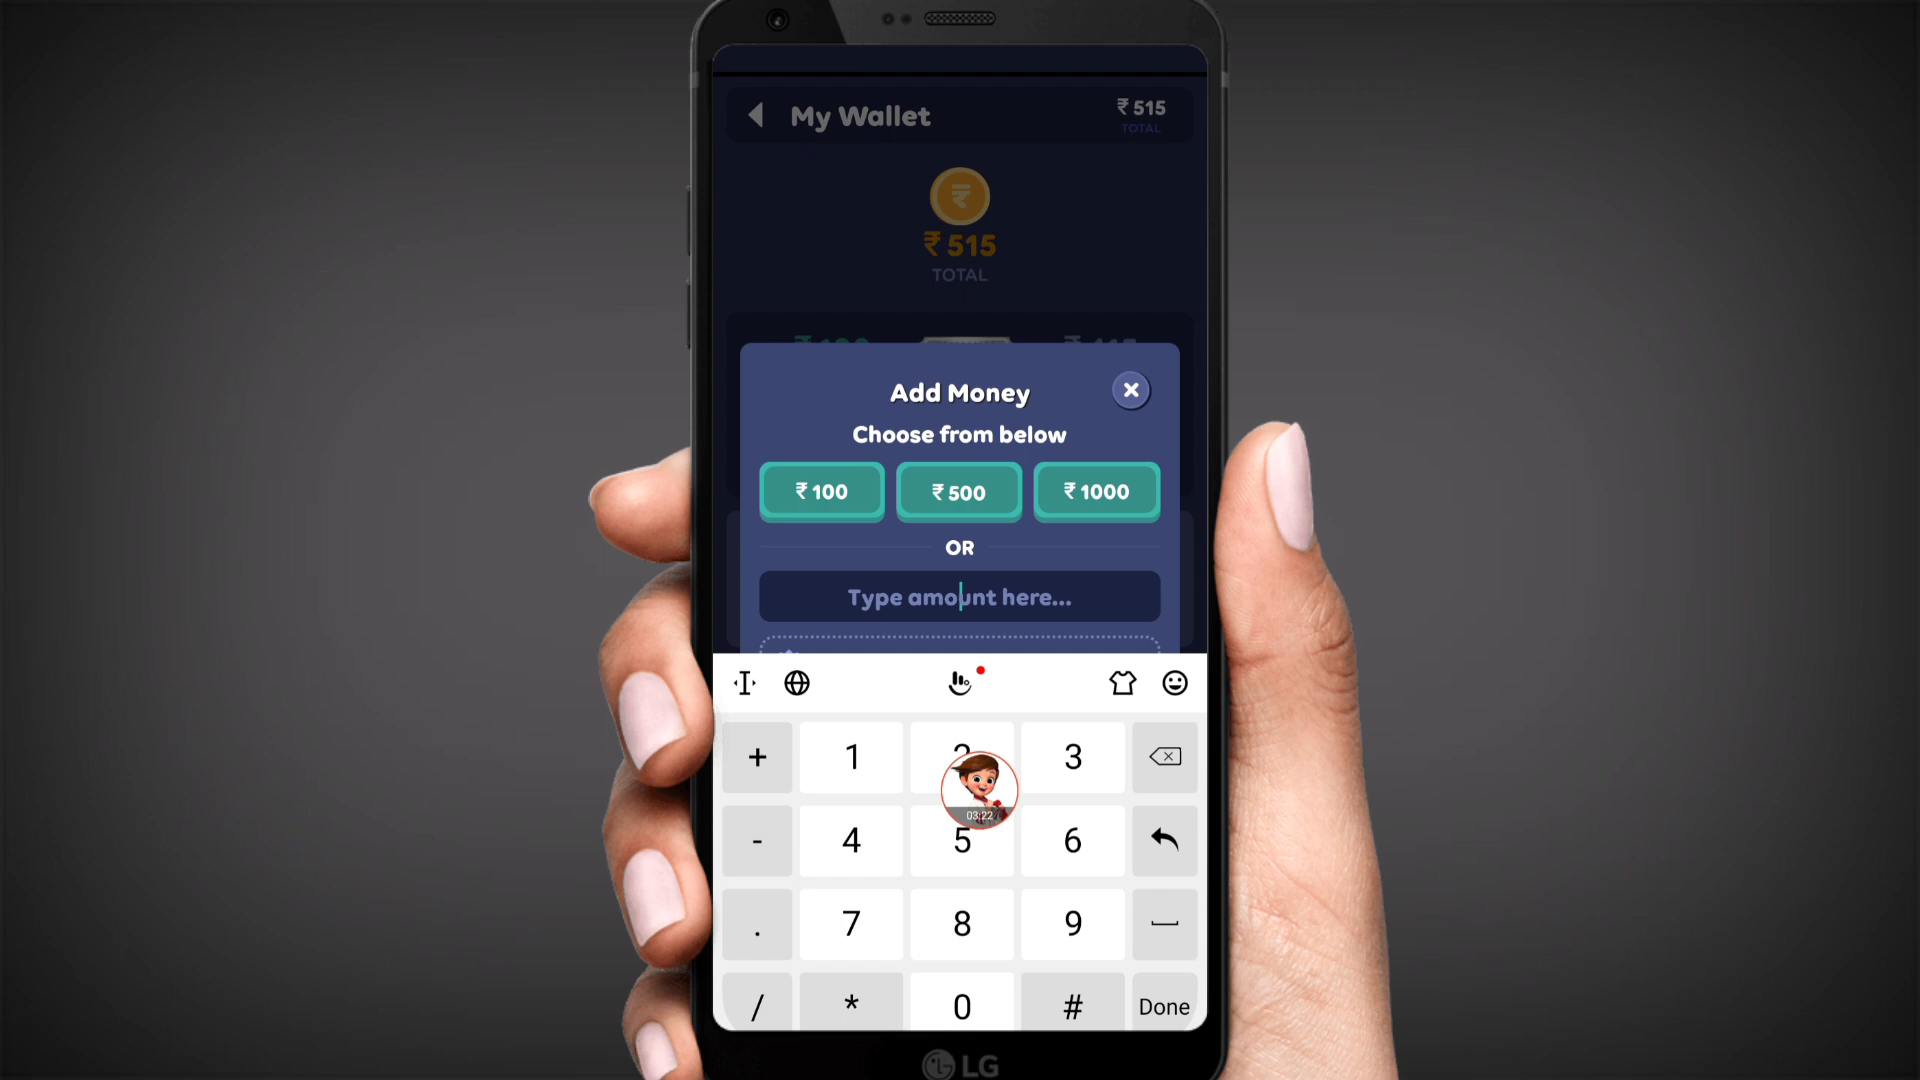 My Wallet
₹ 515
TOTAL
₹
₹ 515
TOTAL
Add Money
Choose from below
₹ 100
₹ 500
₹ 1000
OR
Type amount here...
+ 1 2 3
03:22
- 4 5 6
. 7 8 9
/ * 0 # Done
LG